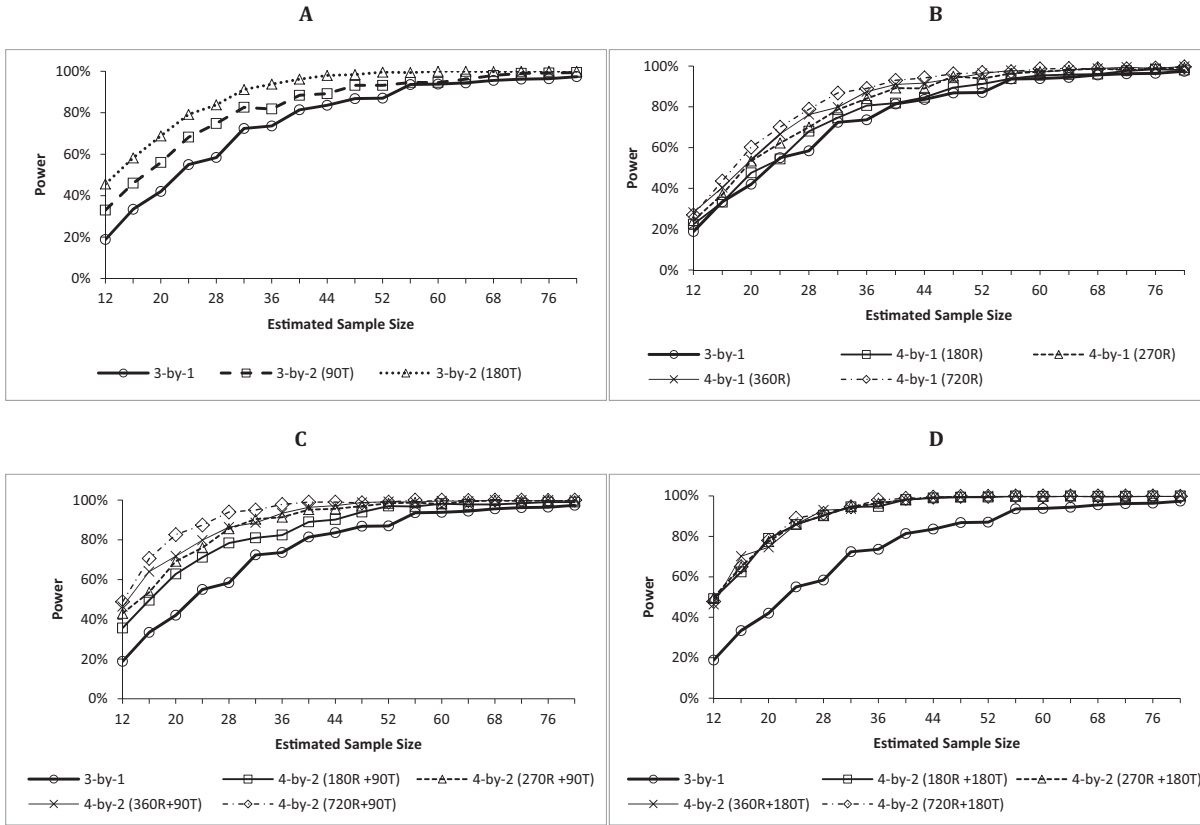 A
100%
80%
60%
40%
20%
0%
Power
12 20 28 36 44 52 60 68 76
Estimated Sample Size
3-by-1 3-by-2 (90T) 3-by-2 (180T)
B
100%
80%
60%
40%
20%
0%
Power
12 20 28 36 44 52 60 68 76
Estimated Sample Size
3-by-1 4-by-1 (180R) 4-by-1 (270R)
4-by-1 (360R) 4-by-1 (720R)
C
100%
80%
60%
40%
20%
0%
Power
12 20 28 36 44 52 60 68 76
Estimated Sample Size
3-by-1 4-by-2 (180R +90T) 4-by-2 (270R +90T)
4-by-2 (360R+90T) 4-by-2 (720R+90T)
D
100%
80%
60%
40%
20%
0%
Power
12 20 28 36 44 52 60 68 76
Estimated Sample Size
3-by-1 4-by-2 (180R +180T) 4-by-2 (270R +180T)
4-by-2 (360R+180T) 4-by-2 (720R+180T)